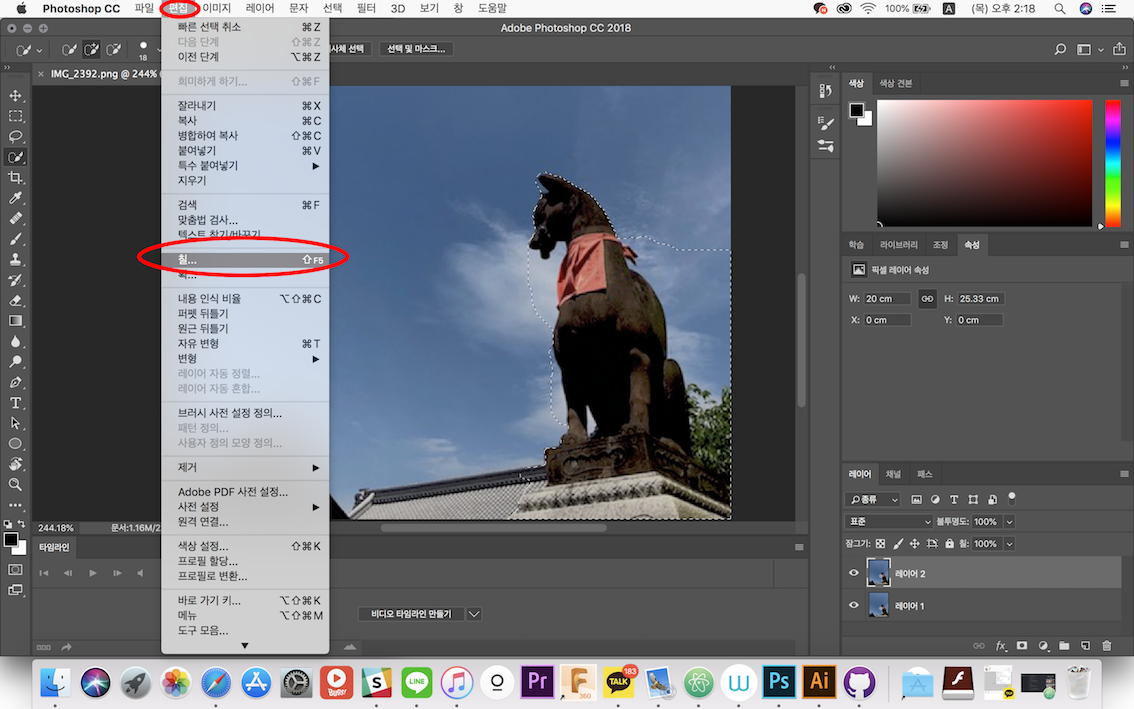 Photoshop CC 파일 편집 이미지 레이어 문자 선택 필터 3D 보기 창 도움말 100% A (목) 오후 2:18
Adobe Photoshop CC 2018
18
사체 선택 선택 및 마스크...
IMG_2392.png @ 244%
빠른 선택 취소 ⌘Z
다음 단계 ⇧⌘Z
이전 단계 ⌥⌘Z
희미하게 하기... ⇧⌘F
잘라내기 ⌘X
복사 ⌘C
병합하여 복사 ⇧⌘C
붙여넣기 ⌘V
특수 붙여넣기
지우기
검색 ⌘F
맞춤법 검사...
텍스트 찾기/바꾸기
칠... ⇧F5
획...
내용 인식 비율 ⌥⇧⌘C
퍼펫 뒤틀기
원근 뒤틀기
자유 변형 ⌘T
변형
레이어 자동 정렬...
레이어 자동 혼합...
브러시 사전 설정 정의...
패턴 정의...
사용자 정의 모양 정의...
제거
Adobe PDF 사전 설정...
사전 설정
원격 연결...
색상 설정... ⇧⌘K
프로필 할당...
프로필로 변환...
바로 가기 키... ⌥⇧⌘K
메뉴 ⌥⇧⌘M
도구 모음...
244.18% 문서:1.16M/2
타임라인
비디오 타임라인 만들기
색상 색상 견본
학습 라이브러리 조정 속성
픽셀 레이어 속성
W: 20 cm H: 25.33 cm
X: 0 cm Y: 0 cm
레이어 채널 패스
종류
표준 불투명도: 100%
잠그기: 칠: 100%
레이어 2
레이어 1
fx
BURST LINE Pr F 360 TALK 183 Ps Ai